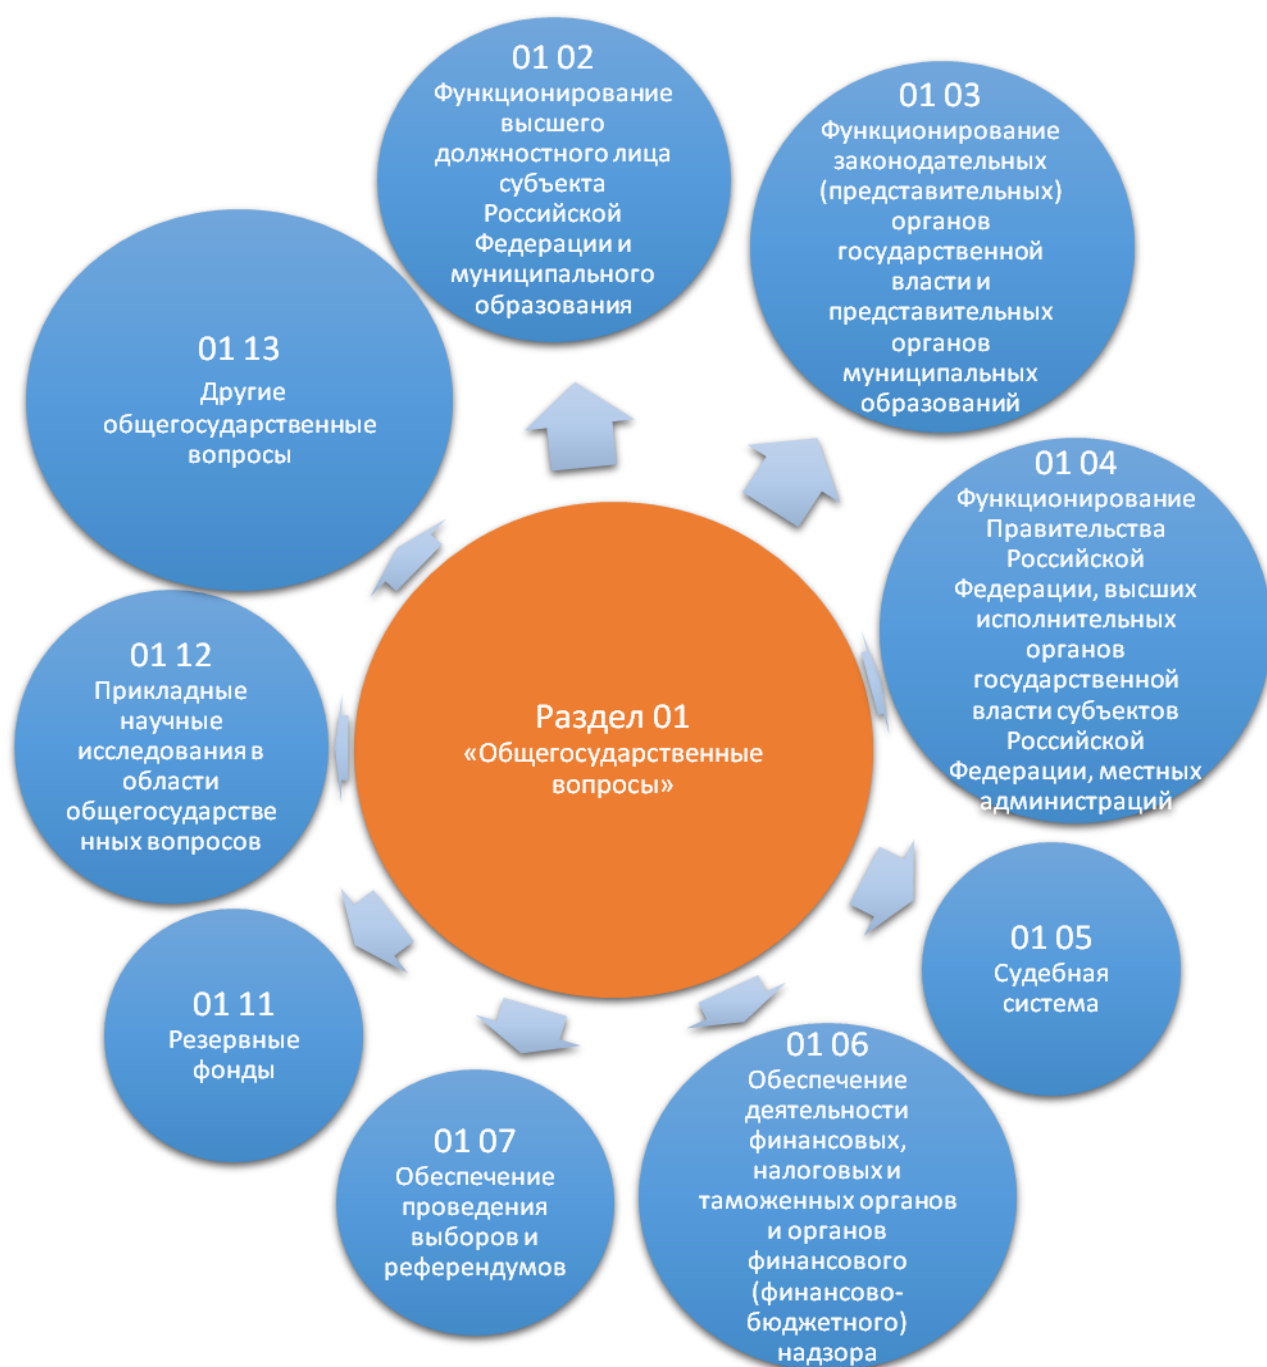 01 02
Функционирование
высшего
должностного лица
субъекта
Российской
Федерации и
муниципального
образования
01 03
Функционирование
законодательных
(представительных)
органов
государственной
власти и
представительных
органов
муниципальных
образований
01 04
Функционирование
Правительства
Российской
Федерации, высших
исполнительных
органов
государственной
власти субъектов
Российской
Федерации, местных
администраций
01 05
Судебная
система
01 06
Обеспечение
деятельности
финансовых,
налоговых и
таможенных органов
и органов
финансового
(финансово-
бюджетного)
надзора
01 07
Обеспечение
проведения
выборов и
референдумов
01 11
Резервные
фонды
01 12
Прикладные
научные
исследования в
области
общегосударстве
нных вопросов
01 13
Другие
общегосударственные
вопросы
Раздел 01
«Общегосударственные
вопросы»